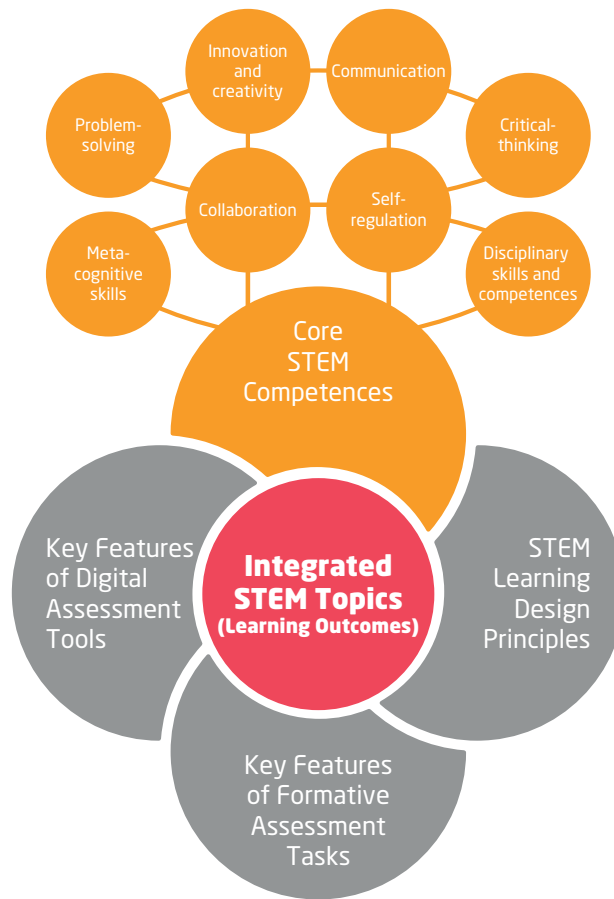 Innovation
and
creativity
Communication
Problem-
solving
Critical-
thinking
Collaboration
Self-
regulation
Meta-
cognitive
skills
Disciplinary
skills and
competences
Core
STEM
Competences
Key Features
of Digital
Assessment
Tools
Integrated
STEM Topics
(Learning Outcomes)
STEM
Learning
Design
Principles
Key Features
of Formative
Assessment
Tasks